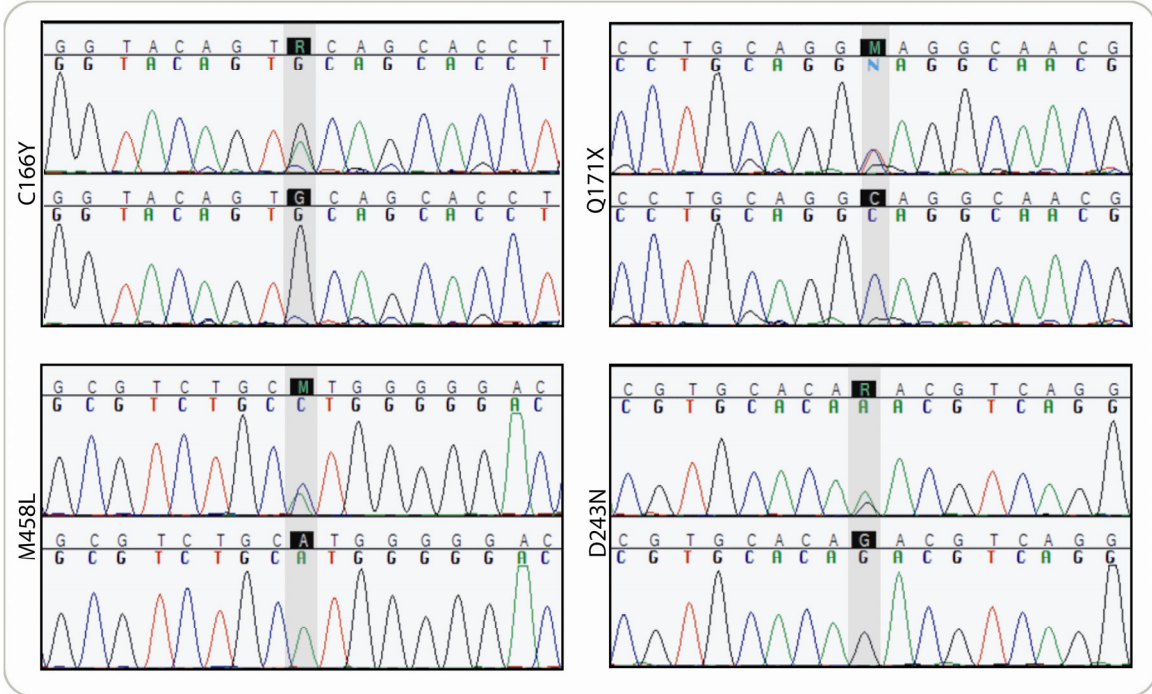 C166Y
G G T A C A G T R C A G C A C C T
G G T A C A G T G C A G C A C C T
G G T A C A G T G C A G C A C C T
G G T A C A G T G C A G C A C C T
Q171X
C C T G C A G G M A G G C A A C G
C C T G C A G G N A G G C A A C G
C C T G C A G G C A G G C A A C G
C C T G C A G G C A G G C A A C G
M458L
G C G T C T G C M T G G G G G A C
G C G T C T G C C T G G G G G A C
G C G T C T G C A T G G G G G A C
G C G T C T G C A T G G G G G A C
D243N
C G T G C A C A R A C G T C A G G
C G T G C A C A A A C G T C A G G
C G T G C A C A G A C G T C A G G
C G T G C A C A G A C G T C A G G